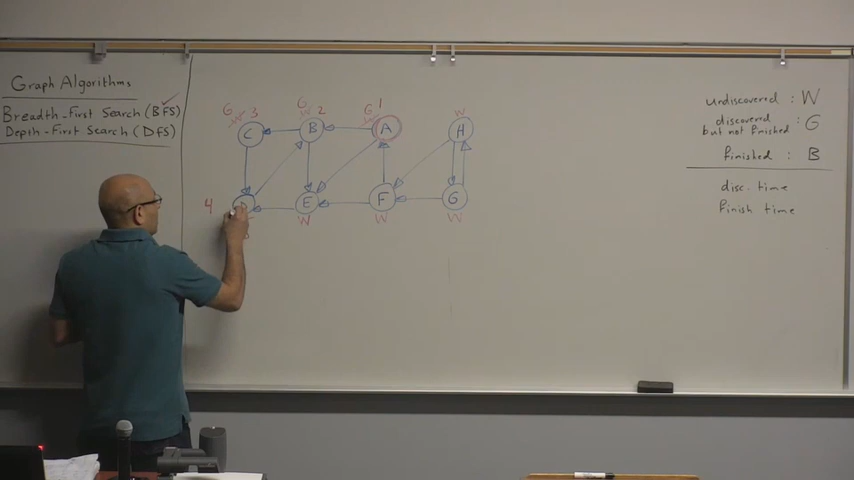 Graph Algorithms
Breadth-First Search (BFS)
Depth-First Search (DFS)
G W 3
G W 2
G W 1
W
C
B
A
H
4
D
E
F
G
W
W
W
undiscovered : W
discovered
but not finished : G
finished : B
disc. time
finish time